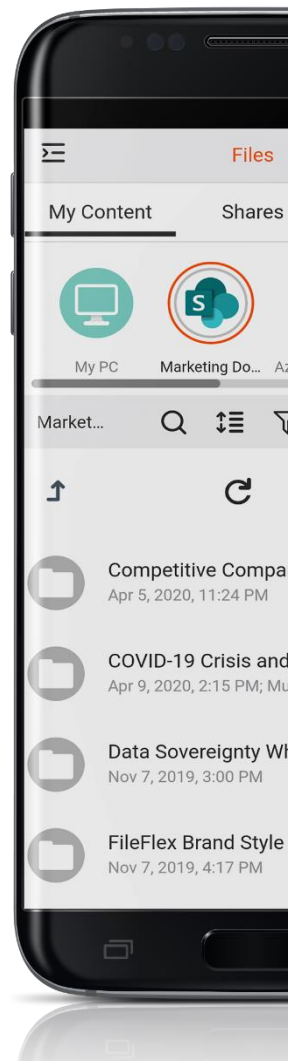 Files
My Content Shares
S
My PC Marketing Do... Az
Market...
Competitive Compa
Apr 5, 2020, 11:24 PM
COVID-19 Crisis and
Apr 9, 2020, 2:15 PM; Mu
Data Sovereignty Wh
Nov 7, 2019, 3:00 PM
FileFlex Brand Style
Nov 7, 2019, 4:17 PM